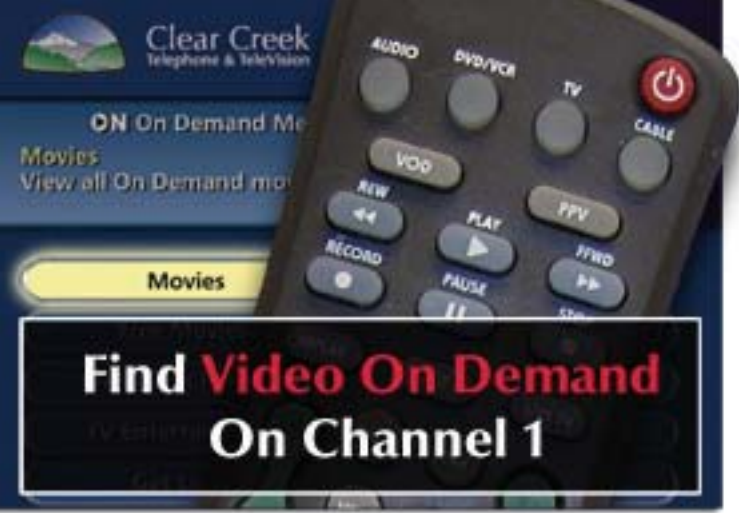 Clear Creek
Telephone & TeleVision
ON On Demand Me
Movies
View all On Demand mov
Movies
AUDIO
DVD/VCR
TV
CABLE
VOD
PPV
REW
PLAY
FFWD
RECORD
PAUSE
Find Video On Demand
On Channel 1